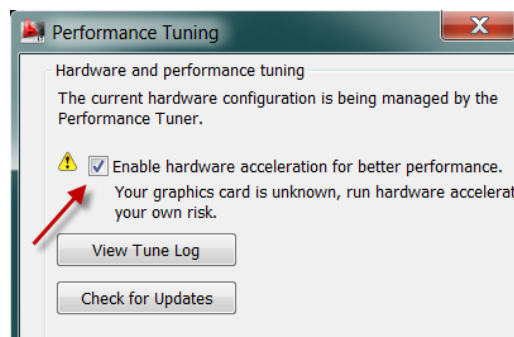 Performance Tuning
Hardware and performance tuning
The current hardware configuration is being managed by the
Performance Tuner.
Enable hardware acceleration for better performance.
Your graphics card is unknown, run hardware accelerat
your own risk.
View Tune Log
Check for Updates